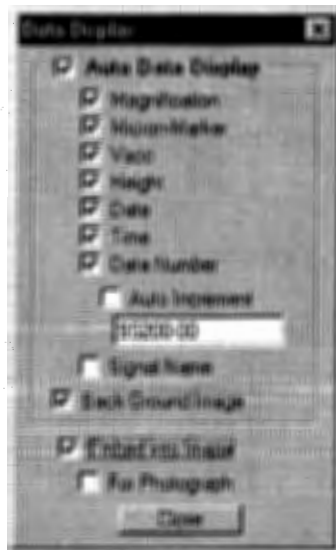 Data Display
Auto Data Display
Magnification
Micron Marker
Vacc
Height
Date
Time
Data Number
Auto Increment
Signal Name
Back Ground Image
Embed into Image
For Photograph
Close